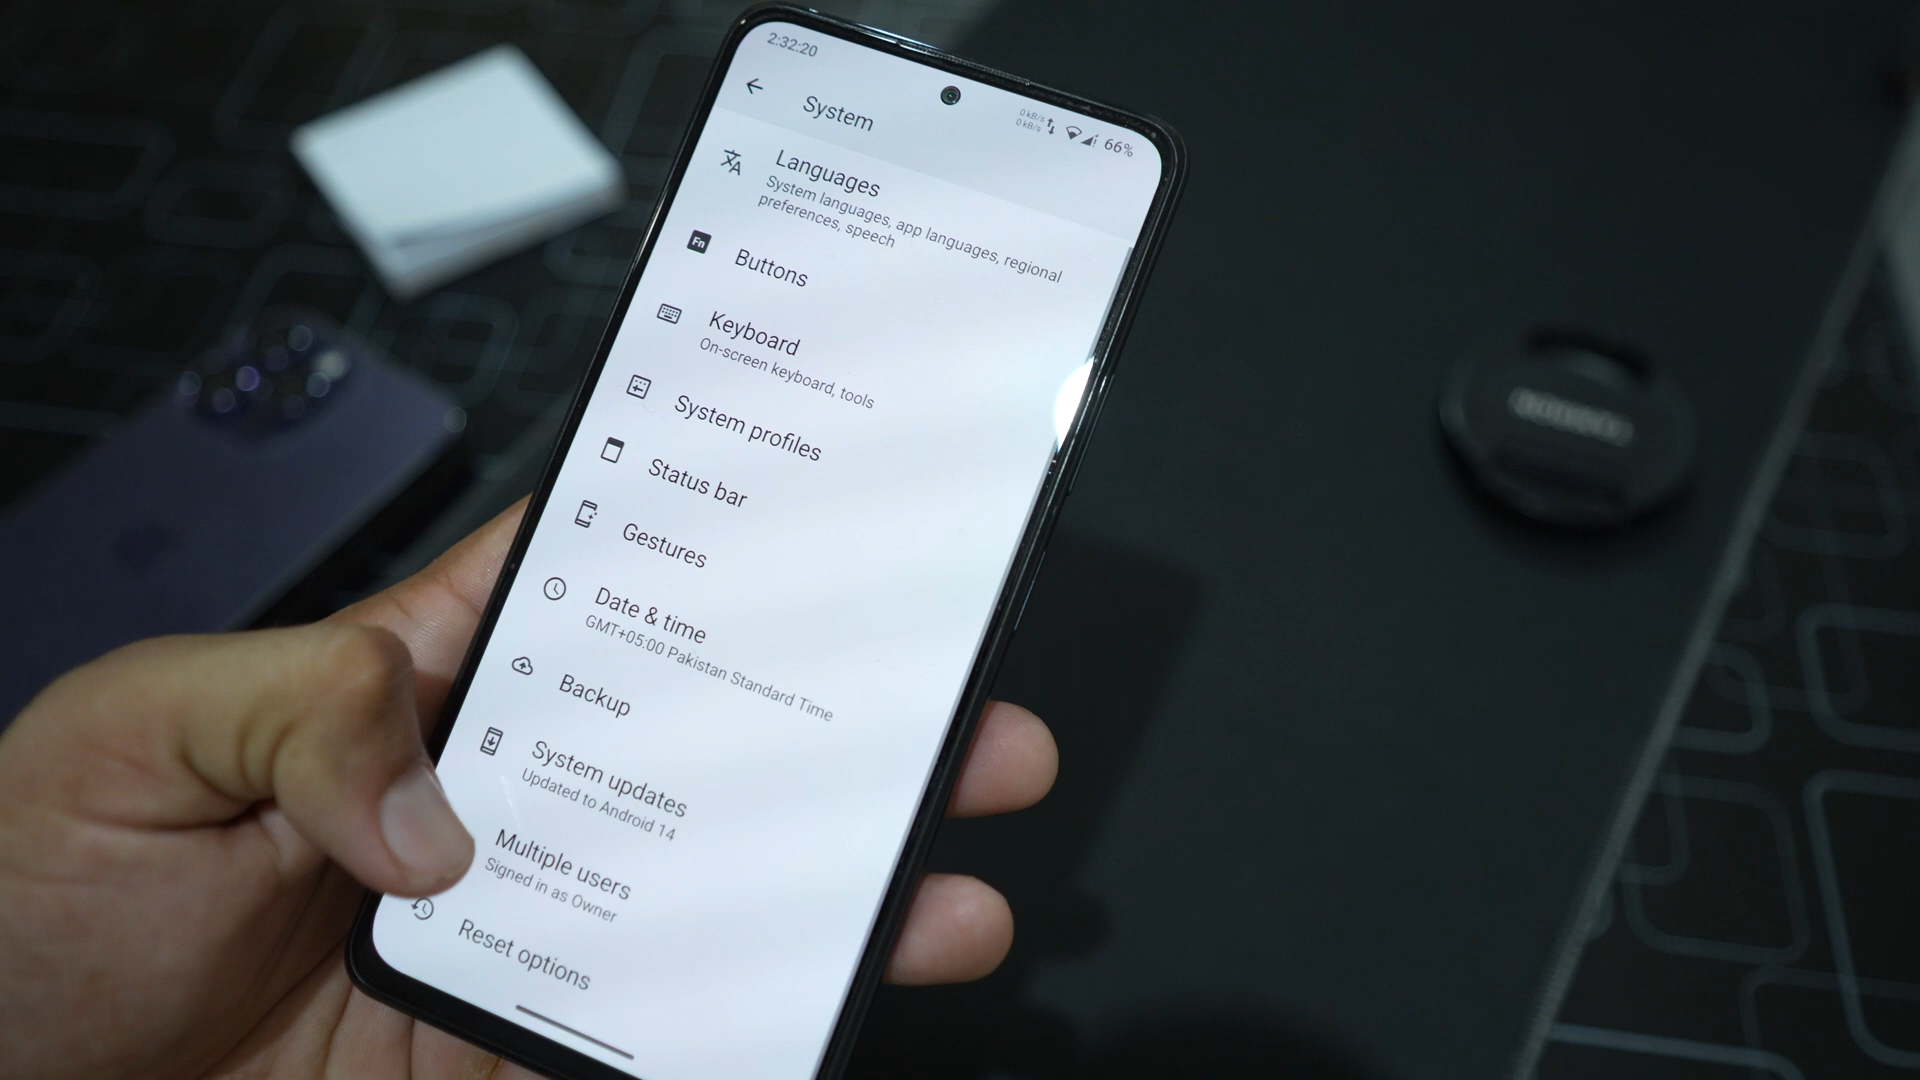 2:32:20
0 kB/s
0 kB/s
66%
System
Languages
System languages, app languages, regional
preferences, speech
Fn
Buttons
Keyboard
On-screen keyboard, tools
System profiles
Status bar
Gestures
Date & time
GMT+05:00 Pakistan Standard Time
Backup
System updates
Updated to Android 14
Multiple users
Signed in as Owner
Reset options